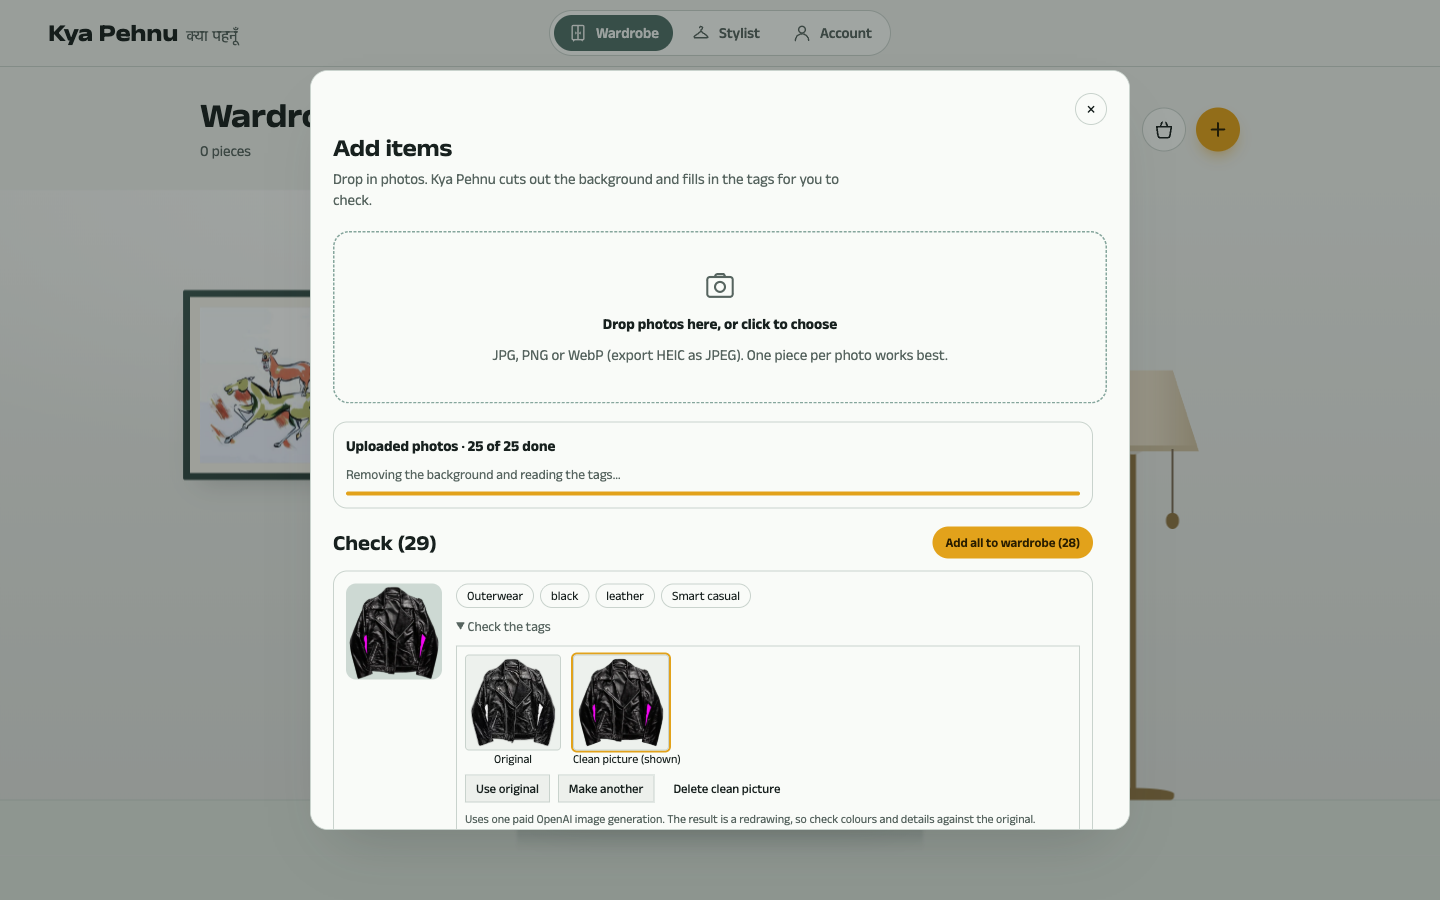 Kya Pehnu क्या पहनूँ
Wardrobe
Stylist
Account
Wardro
0 pieces
Add items
Drop in photos. Kya Pehnu cuts out the background and fills in the tags for you to
check.
Drop photos here, or click to choose
JPG, PNG or WebP (export HEIC as JPEG). One piece per photo works best.
Uploaded photos · 25 of 25 done
Removing the background and reading the tags…
Check (29)
Add all to wardrobe (28)
Outerwear
black
leather
Smart casual
Check the tags
Original
Clean picture (shown)
Use original
Make another
Delete clean picture
Uses one paid OpenAI image generation. The result is a redrawing, so check colours and details against the original.